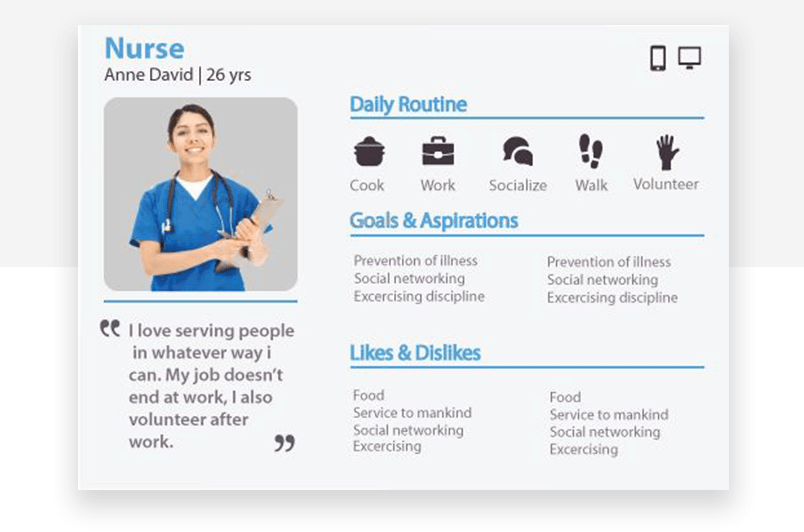 Nurse
Anne David | 26 yrs
I love serving people
in whatever way i
can. My job doesn't
end at work, I also
volunteer after
work.
Daily Routine
Cook Work Socialize Walk Volunteer
Goals & Aspirations
Prevention of illness
Social networking
Excercising discipline
Prevention of illness
Social networking
Excercising discipline
Likes & Dislikes
Food
Service to mankind
Social networking
Excercising
Food
Service to mankind
Social networking
Excercising